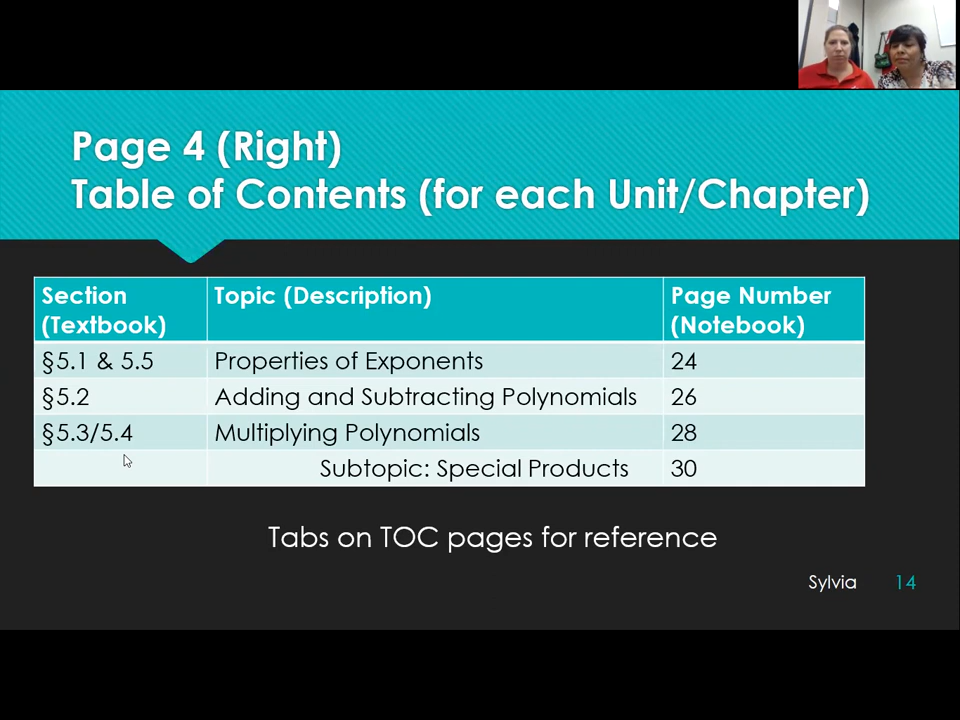 Page 4 (Right)
Table of Contents (for each Unit/Chapter)
Section (Textbook) Topic (Description) Page Number (Notebook)
§5.1 & 5.5 Properties of Exponents 24
§5.2 Adding and Subtracting Polynomials 26
§5.3/5.4 Multiplying Polynomials 28
Subtopic: Special Products 30
Tabs on TOC pages for reference
Sylvia 14